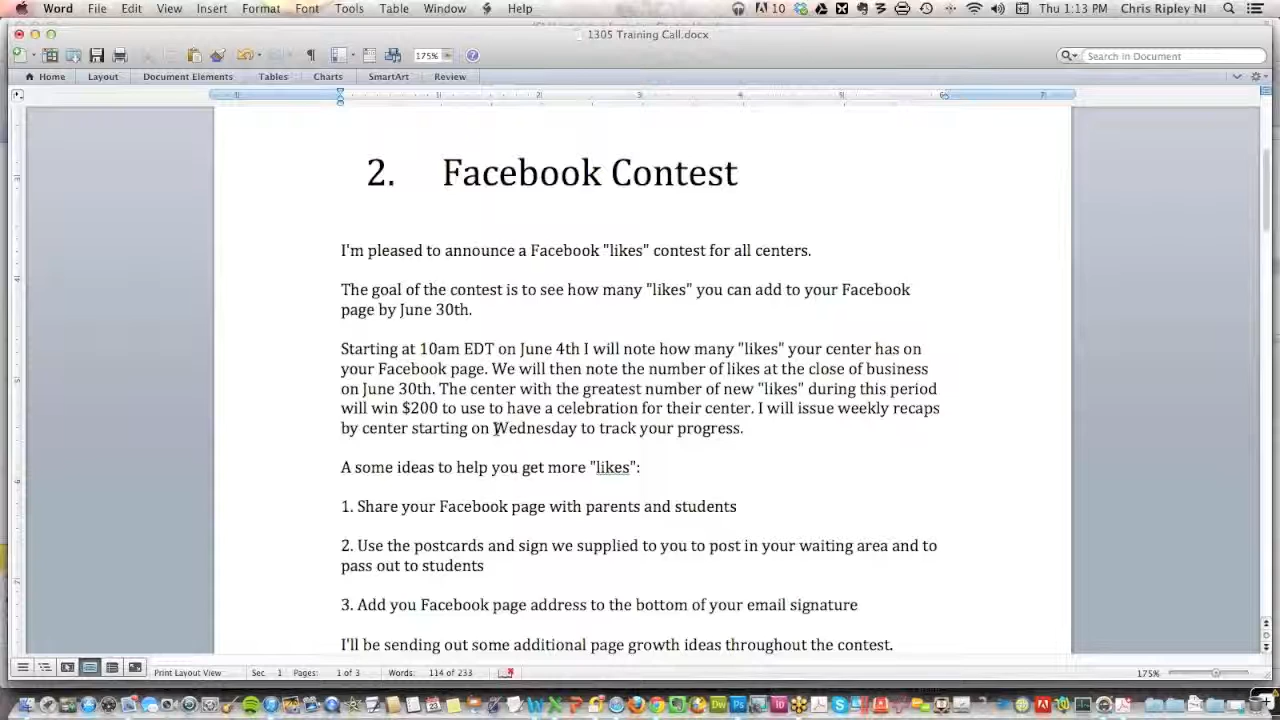 Word File Edit View Insert Format Font Tools Table Window Help 10 Thu 1:13 PM Chris Ripley NI
1305 Training Call.docx
175% Search in Document
Home Layout Document Elements Tables Charts SmartArt Review
2. Facebook Contest
I'm pleased to announce a Facebook "likes" contest for all centers.
The goal of the contest is to see how many "likes" you can add to your Facebook
page by June 30th.
Starting at 10am EDT on June 4th I will note how many "likes" your center has on
your Facebook page. We will then note the number of likes at the close of business
on June 30th. The center with the greatest number of new "likes" during this period
will win $200 to use to have a celebration for their center. I will issue weekly recaps
by center starting on Wednesday to track your progress.
A some ideas to help you get more "likes":
1. Share your Facebook page with parents and students
2. Use the postcards and sign we supplied to you to post in your waiting area and to
pass out to students
3. Add you Facebook page address to the bottom of your email signature
I'll be sending out some additional page growth ideas throughout the contest.
Print Layout View Sec 1 Pages: 1 of 3 Words: 114 of 233 175%